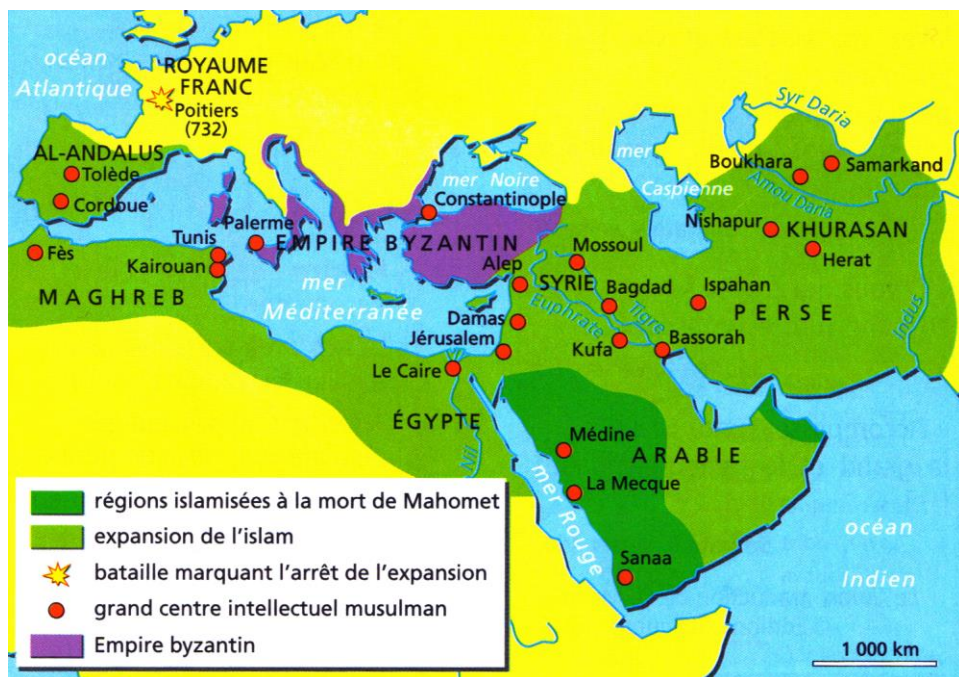 océan
Atlantique
ROYAUME
FRANC
Poitiers
(732)
AL-ANDALUS
Tolède
Cordoue
Fès
MAGHREB
Tunis
Kairouan
Palerme
EMPIRE BYZANTIN
mer
Méditerranée
mer Noire
Constantinople
mer
Caspienne
Syr Daria
Boukhara
Samarkand
Amou Daria
Nishapur
KHURASAN
Herat
Mossoul
Alep
SYRIE
Bagdad
Ispahan
PERSE
Indus
Euphrate
Tigre
Damas
Jérusalem
Kufa
Bassorah
Le Caire
ÉGYPTE
Nil
Médine
ARABIE
La Mecque
mer Rouge
Sanaa
océan
Indien
régions islamisées à la mort de Mahomet
expansion de l'islam
bataille marquant l'arrêt de l'expansion
grand centre intellectuel musulman
Empire byzantin
1 000 km